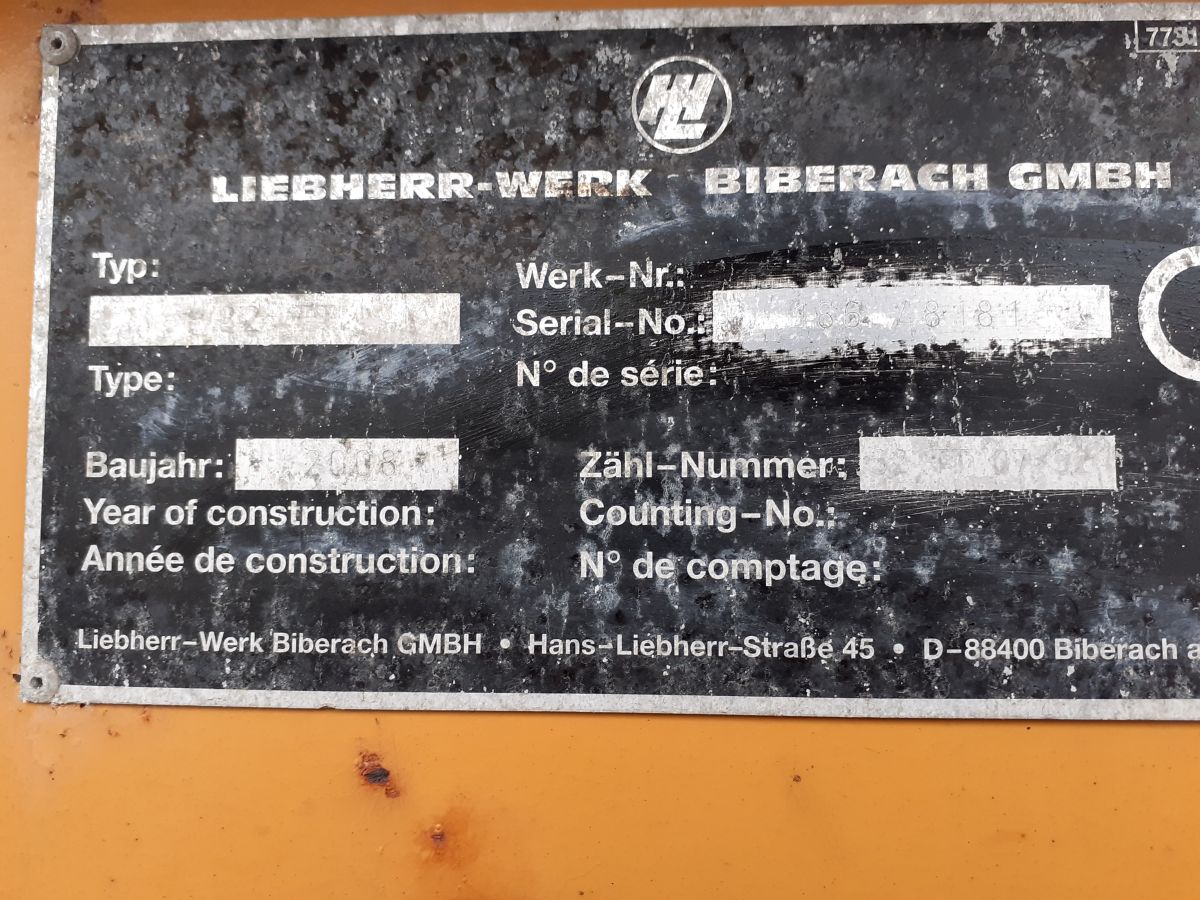 LIEBHERR-WERK BIBERACH GMBH
Typ:
Type:
Werk-Nr.:
Serial-No.:
N° de série:
Baujahr: 2008
Year of construction:
Année de construction:
Zähl-Nummer:
Counting-No.:
N° de comptage:
Liebherr-Werk Biberach GMBH • Hans-Liebherr-Straße 45 • D-88400 Biberach a